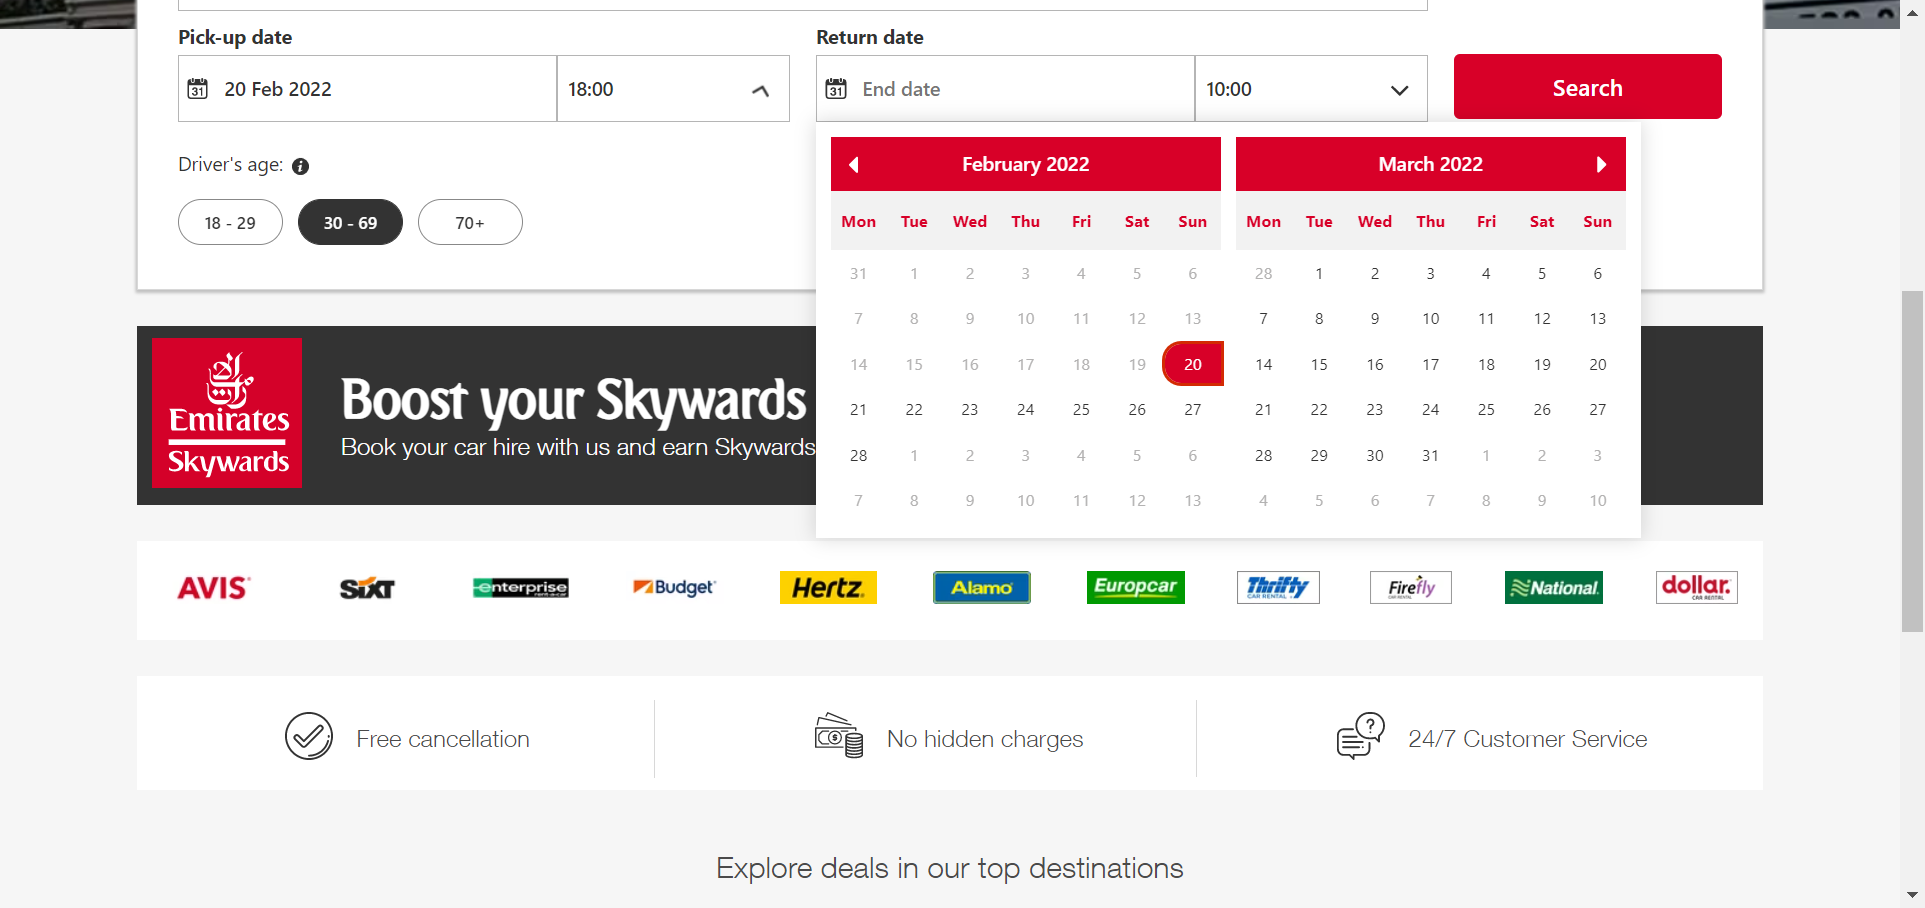 Pick-up date
Return date
31 20 Feb 2022
18:00
31 End date
10:00
Search
Driver's age: i
18 - 29
30 - 69
70+
February 2022
Mon Tue Wed Thu Fri Sat Sun
31 1 2 3 4 5 6
7 8 9 10 11 12 13
14 15 16 17 18 19 20
21 22 23 24 25 26 27
28 1 2 3 4 5 6
7 8 9 10 11 12 13
March 2022
Mon Tue Wed Thu Fri Sat Sun
28 1 2 3 4 5 6
7 8 9 10 11 12 13
14 15 16 17 18 19 20
21 22 23 24 25 26 27
28 29 30 31 1 2 3
4 5 6 7 8 9 10
Emirates
Skywards
Boost your Skywards
Book your car hire with us and earn Skywards
AVIS
SIXT
enterprise
rent-a-car
Budget
Hertz
Alamo
Europcar
Thrifty
CAR RENTAL
Firefly
CAR RENTAL
National
dollar
CAR RENTAL
Free cancellation
No hidden charges
24/7 Customer Service
Explore deals in our top destinations